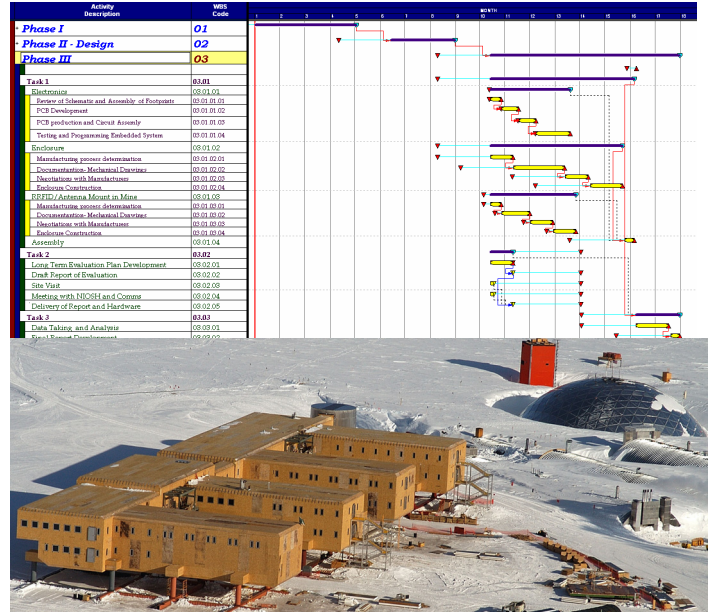 Activity Description WBS Code MONTH
1 2 3 4 5 6 7 8 9 10 11 12 13 14 15 16 17 18
Phase I 01
Phase II - Design 02
Phase III 03
Task 1 03.01
Electronics 03.01.01
Review of Schematic and Assembly of Footprints 03.01.01.01
PCB Development 03.01.01.02
PCB production and Circuit Assemly 03.01.01.03
Testing and Programming Embedded System 03.01.01.04
Enclosure 03.01.02
Manufacturing process determination 03.01.02.01
Documentantion- Mechanical Drawings 03.01.02.02
Negotiations with Manufacturers 03.01.02.03
Enclosure Construction 03.01.02.04
RRFID/Antenna Mount in Mine 03.01.03
Manufacturing process determination 03.01.03.01
Documentantion- Mechanical Drawings 03.01.03.02
Negotiations with Manufacturers 03.01.03.03
Enclosure Construction 03.01.03.04
Assembly 03.01.04
Task 2 03.02
Long Term Evaluation Plan Development 03.02.01
Draft Report of Evaluation 03.02.02
Site Visit 03.02.03
Meeting with NIOSH and Comms 03.02.04
Delivery of Report and Hardware 03.02.05
Task 3 03.03
Data Taking and Analysis 03.03.01
Final Report Development 03.03.02